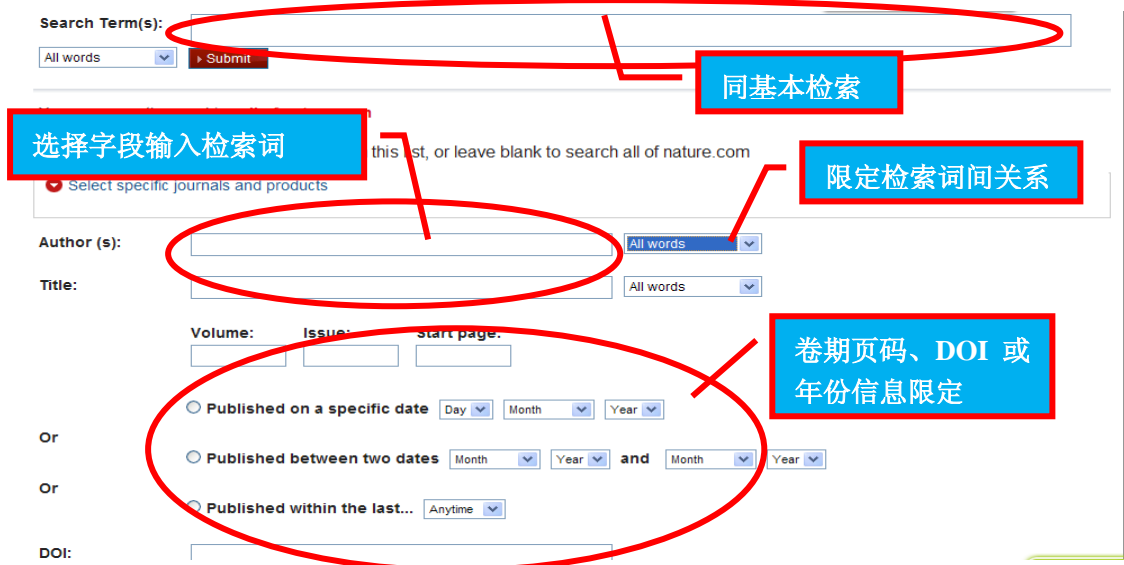 Search Term(s):
All words
Submit
同基本检索
选择字段输入检索词
this list, or leave blank to search all of nature.com
限定检索词间关系
Select specific journals and products
Author (s):
All words
Title:
All words
Volume: Issue: Start page:
卷期页码、DOI 或
年份信息限定
Published on a specific date Day Month Year
Or
Published between two dates Month Year and Month Year
Or
Published within the last... Anytime
DOI: